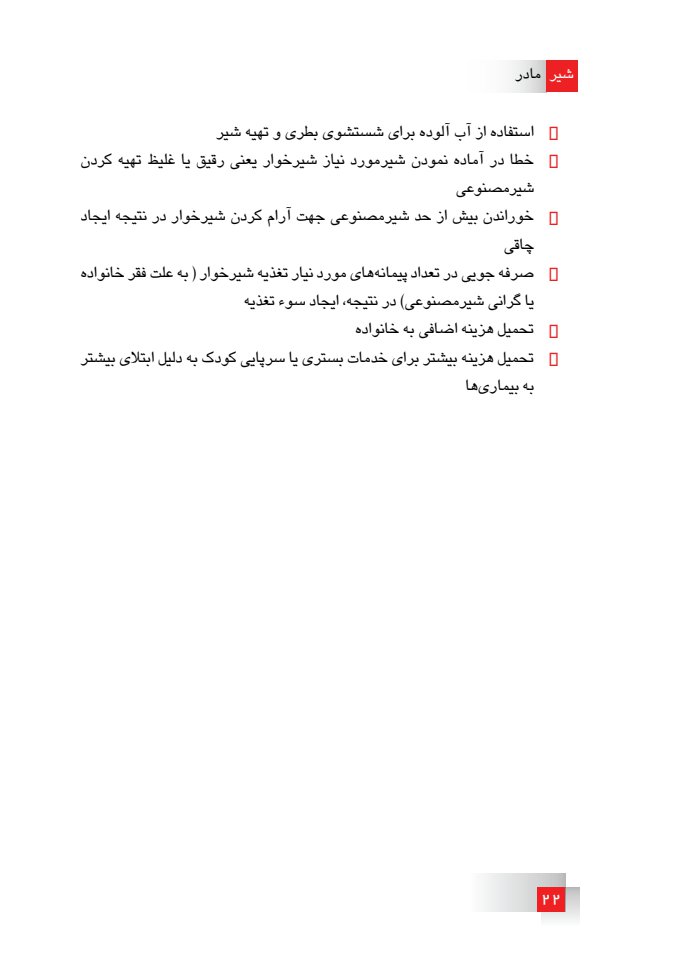 شیر مادر
استفاده از آب آلوده برای شستشوی بطری و تهیه شیر
خطا در آماده نمودن شیرمورد نیاز شیرخوار یعنی رقیق یا غلیظ تهیه کردن
شیرمصنوعی
خوراندن بیش از حد شیرمصنوعی جهت آرام کردن شیرخوار در نتیجه ایجاد
چاقی
صرفه جویی در تعداد پیمانه‌های مورد نیار تغذیه شیرخوار ( به علت فقر خانواده
یا گرانی شیرمصنوعی) در نتیجه، ایجاد سوء تغذیه
تحمیل هزینه اضافی به خانواده
تحمیل هزینه بیشتر برای خدمات بستری یا سرپایی کودک به دلیل ابتلای بیشتر
به بیماری‌ها
۲۲